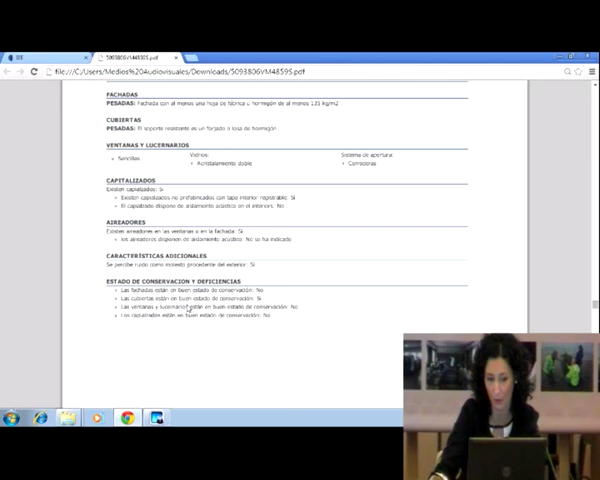 5093806VM4859S.pdf
file:///C:/Users/Medios%20Audiovisuales/Downloads/5093806VM4859S.pdf
FACHADAS
PESADAS: Fachada con al menos una hoja de fábrica u hormigón de al menos 135 kg/m2
CUBIERTAS
PESADAS: El soporte resistente es un forjado o losa de hormigón
VENTANAS Y LUCERNARIOS
Sencillas
Vidrios:
Acristalamiento doble
Sistema de apertura:
Correderas
CAPIALZADOS
Existen capialzados: Si
Existen capialzados no prefabricados con tapa interior registrable: Si
El capialzado dispone de aislamiento acústico en el interior: No
AIREADORES
Existen aireadores en las ventanas o en la fachada: Si
los aireadores disponen de aislamiento acústico: No se ha indicado
CARACTERÍSTICAS ADICIONALES
Se percibe ruido como molesto procedente del exterior: Si
ESTADO DE CONSERVACION Y DEFICIENCIAS
Las fachadas están en buen estado de conservación: No
Las cubiertas están en buen estado de conservación: Si
Las ventanas y lucernarios están en buen estado de conservación: No
Los capialzados están en buen estado de conservación: No